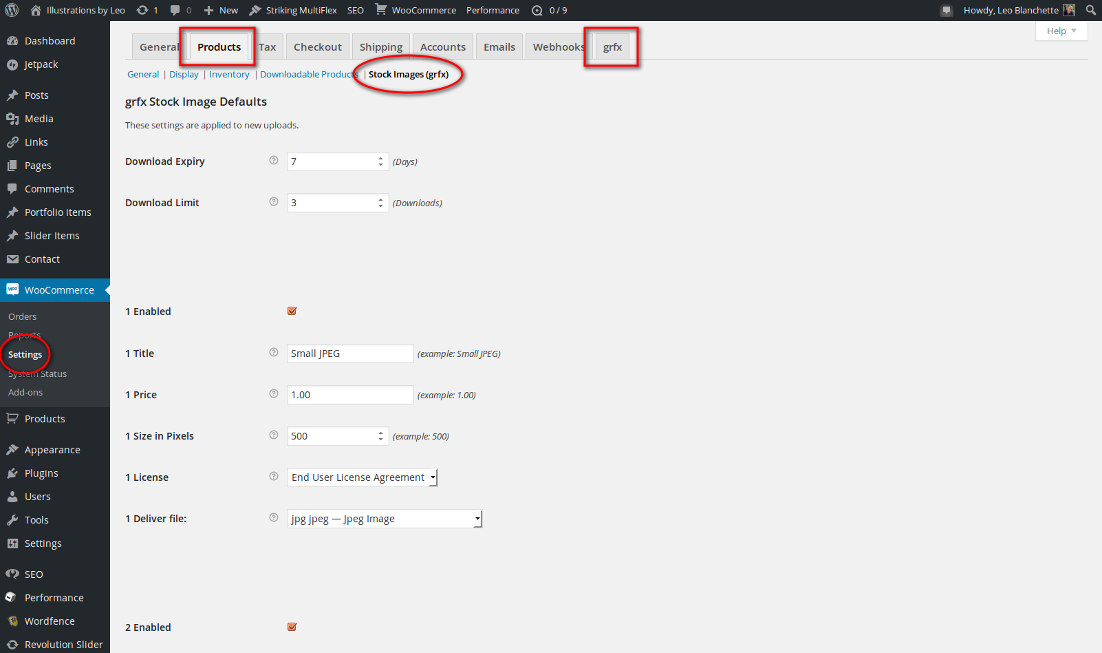 Illustrations by Leo 1 0 New Striking MultiFlex SEO WooCommerce Performance 0 / 9 Howdy, Leo Blanchette
Help
Dashboard
Jetpack
Posts
Media
Links
Pages
Comments
Portfolio Items
Slider Items
Contact
WooCommerce
Orders
Reports
Settings
System Status
Add-ons
Products
Appearance
Plugins
Users
Tools
Settings
SEO
Performance
Wordfence
Revolution Slider
General Products Tax Checkout Shipping Accounts Emails Webhooks grfx
General | Display | Inventory | Downloadable Products | Stock Images (grfx)
grfx Stock Image Defaults
These settings are applied to new uploads.
Download Expiry 7 (Days)
Download Limit 3 (Downloads)
1 Enabled
1 Title Small JPEG (example: Small JPEG)
1 Price 1.00 (example: 1.00)
1 Size in Pixels 500 (example: 500)
1 License End User License Agreement
1 Deliver file: jpg jpeg — Jpeg Image
2 Enabled